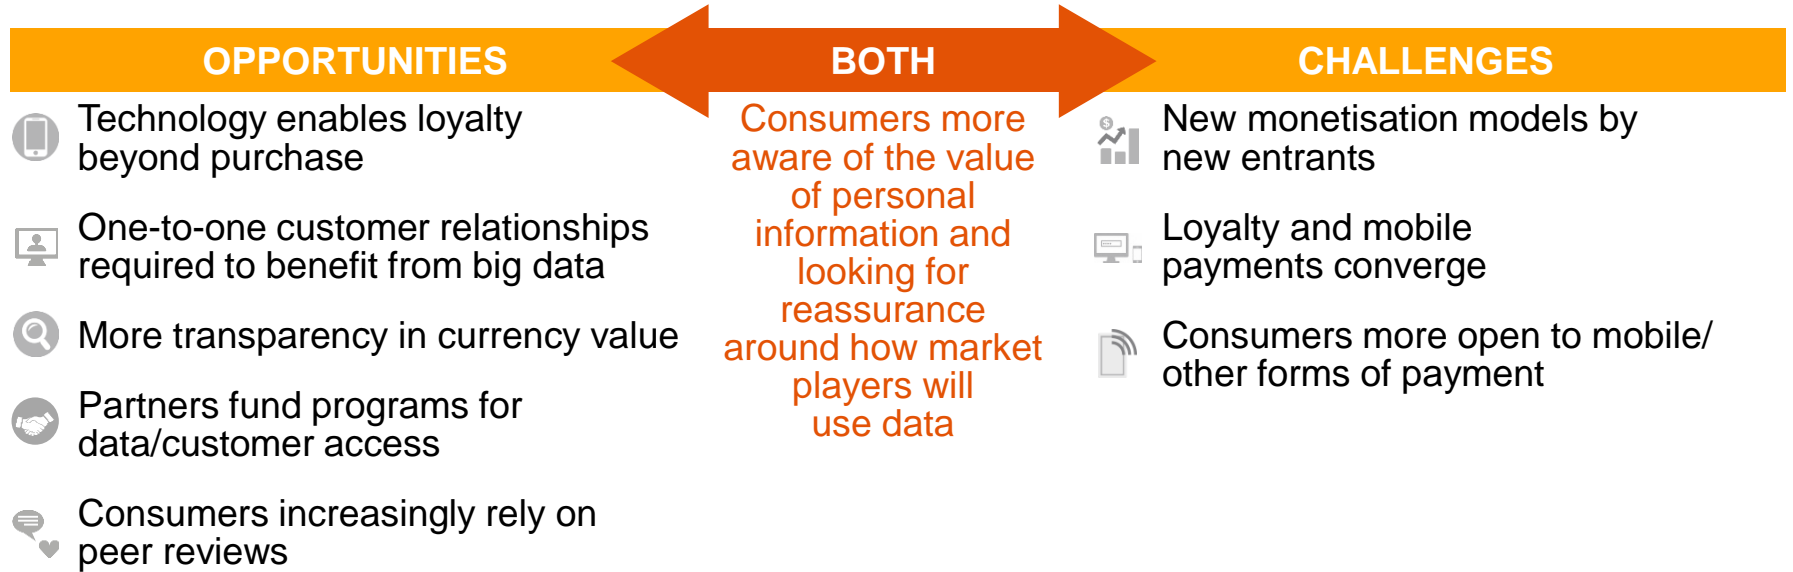 OPPORTUNITIES
Technology enables loyalty
beyond purchase
One-to-one customer relationships
required to benefit from big data
More transparency in currency value
Partners fund programs for
data/customer access
Consumers increasingly rely on
peer reviews
BOTH
Consumers more
aware of the value
of personal
information and
looking for
reassurance
around how market
players will
use data
CHALLENGES
$
New monetisation models by
new entrants
Loyalty and mobile
payments converge
Consumers more open to mobile/
other forms of payment